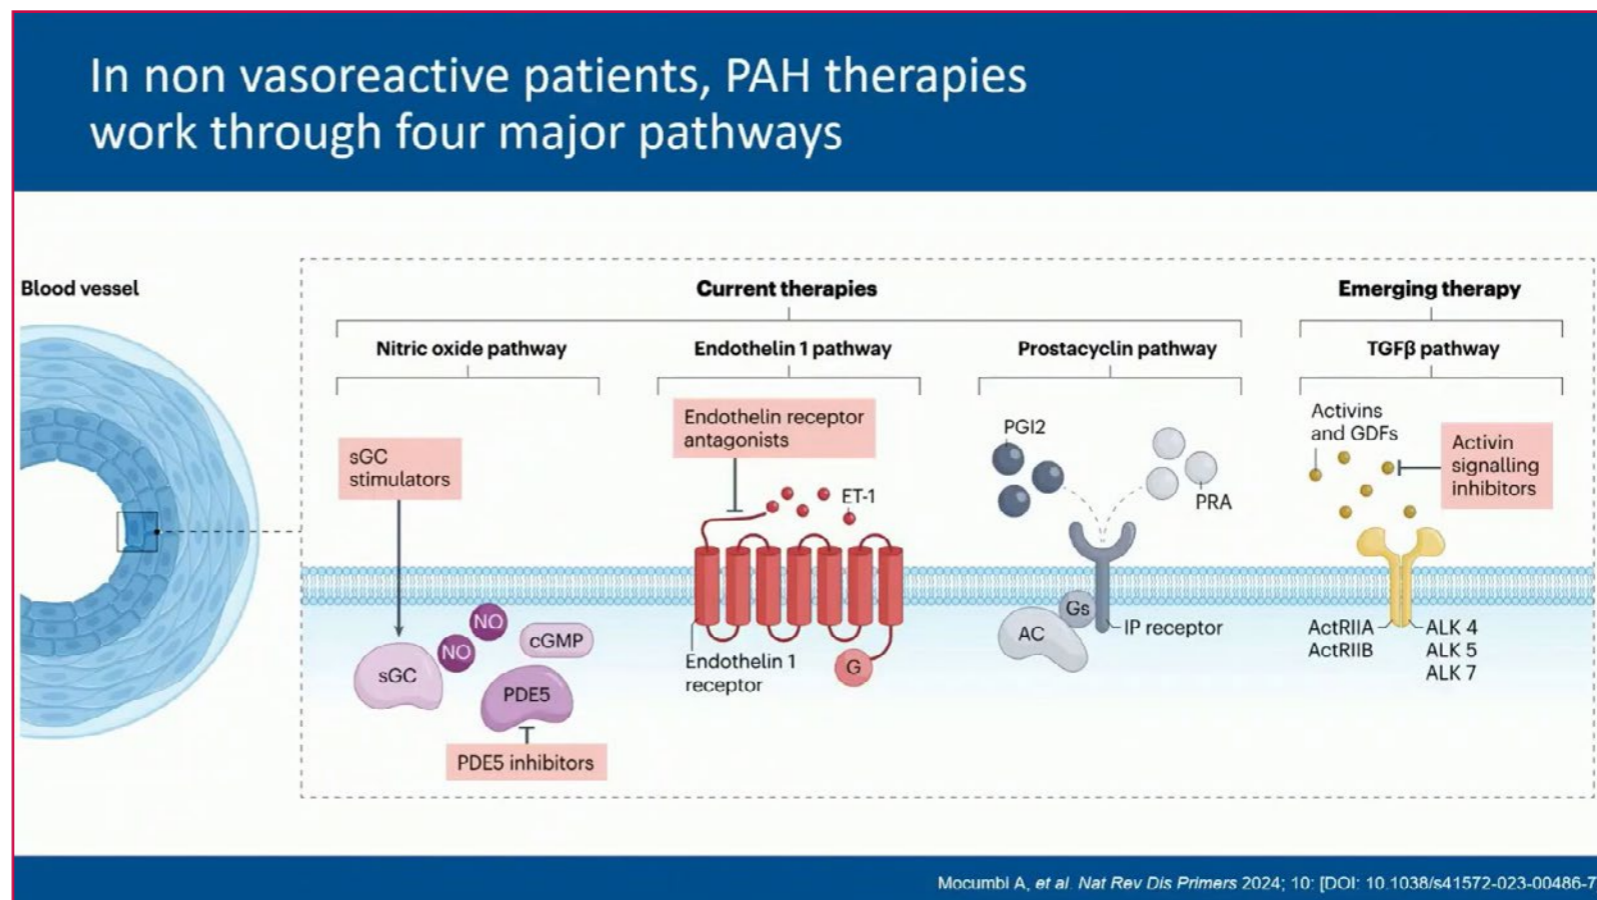 In non vasoreactive patients, PAH therapies
work through four major pathways
Blood vessel
Current therapies
Emerging therapy
Nitric oxide pathway
Endothelin 1 pathway
Prostacyclin pathway
TGFβ pathway
sGC
stimulators
sGC
NO
NO
cGMP
PDE5
PDE5 inhibitors
Endothelin receptor
antagonists
ET-1
Endothelin 1
receptor
G
PGI2
PRA
Gs
AC
IP receptor
Activins
and GDFs
Activin
signalling
inhibitors
ActRIIA
ActRIIB
ALK 4
ALK 5
ALK 7
Mocumbi A, et al. Nat Rev Dis Primers 2024; 10: [DOI: 10.1038/s41572-023-00486-7